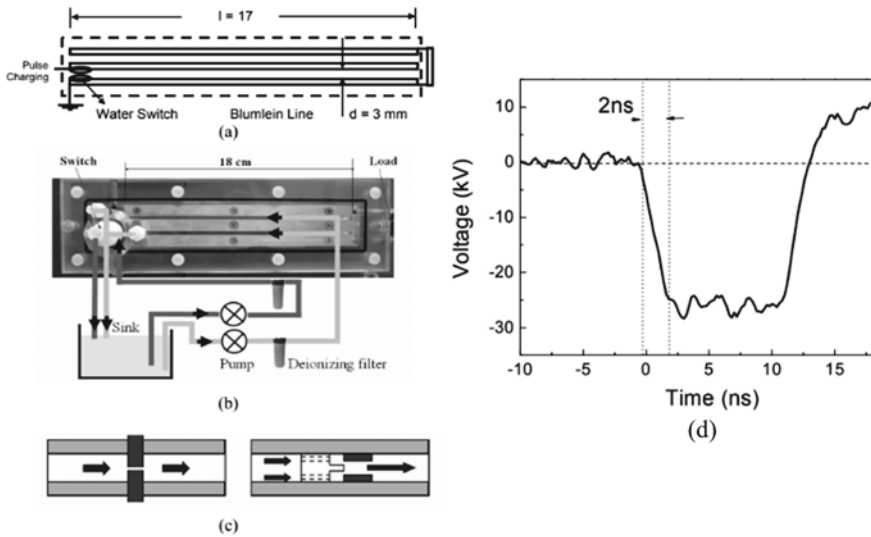 l = 17
Pulse
Charging
Water Switch
Blumlein Line
d = 3 mm
(a)
Switch
18 cm
Load
Sink
Pump
Deionizing filter
(b)
(c)
2ns
Voltage (kV)
10
0
-10
-20
-30
-10
-5
0
5
10
15
Time (ns)
(d)